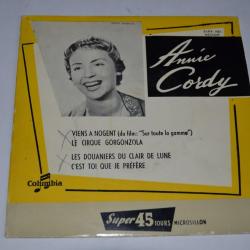 Annie
Cordy
VIENS A NOGENT (du film: "Sur toute la gamme")
LE CIRQUE GORGONZOLA
LES DOUANIERS DU CLAIR DE LUNE
C'EST TOI QUE JE PRÉFÈRE
Columbia
Super 45 TOURS MICROSILLON